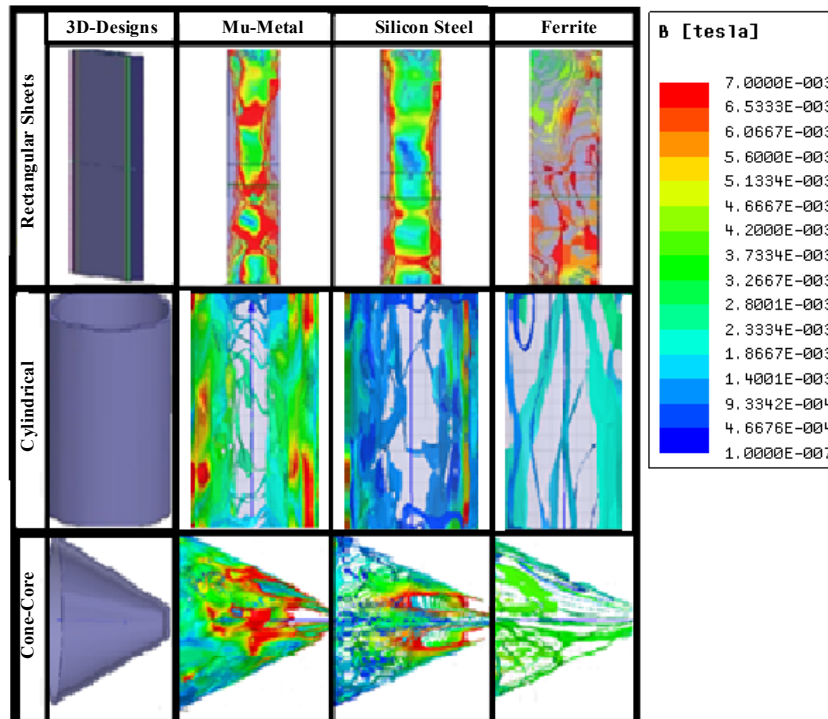 3D-Designs Mu-Metal Silicon Steel Ferrite
Rectangular Sheets
Cylindrical
Cone-Core
B [tesla]
7.0000E-003
6.5333E-003
6.0667E-003
5.6000E-003
5.1334E-003
4.6667E-003
4.2000E-003
3.7334E-003
3.2667E-003
2.8001E-003
2.3334E-003
1.8667E-003
1.4001E-003
9.3342E-004
4.6676E-004
1.0000E-007